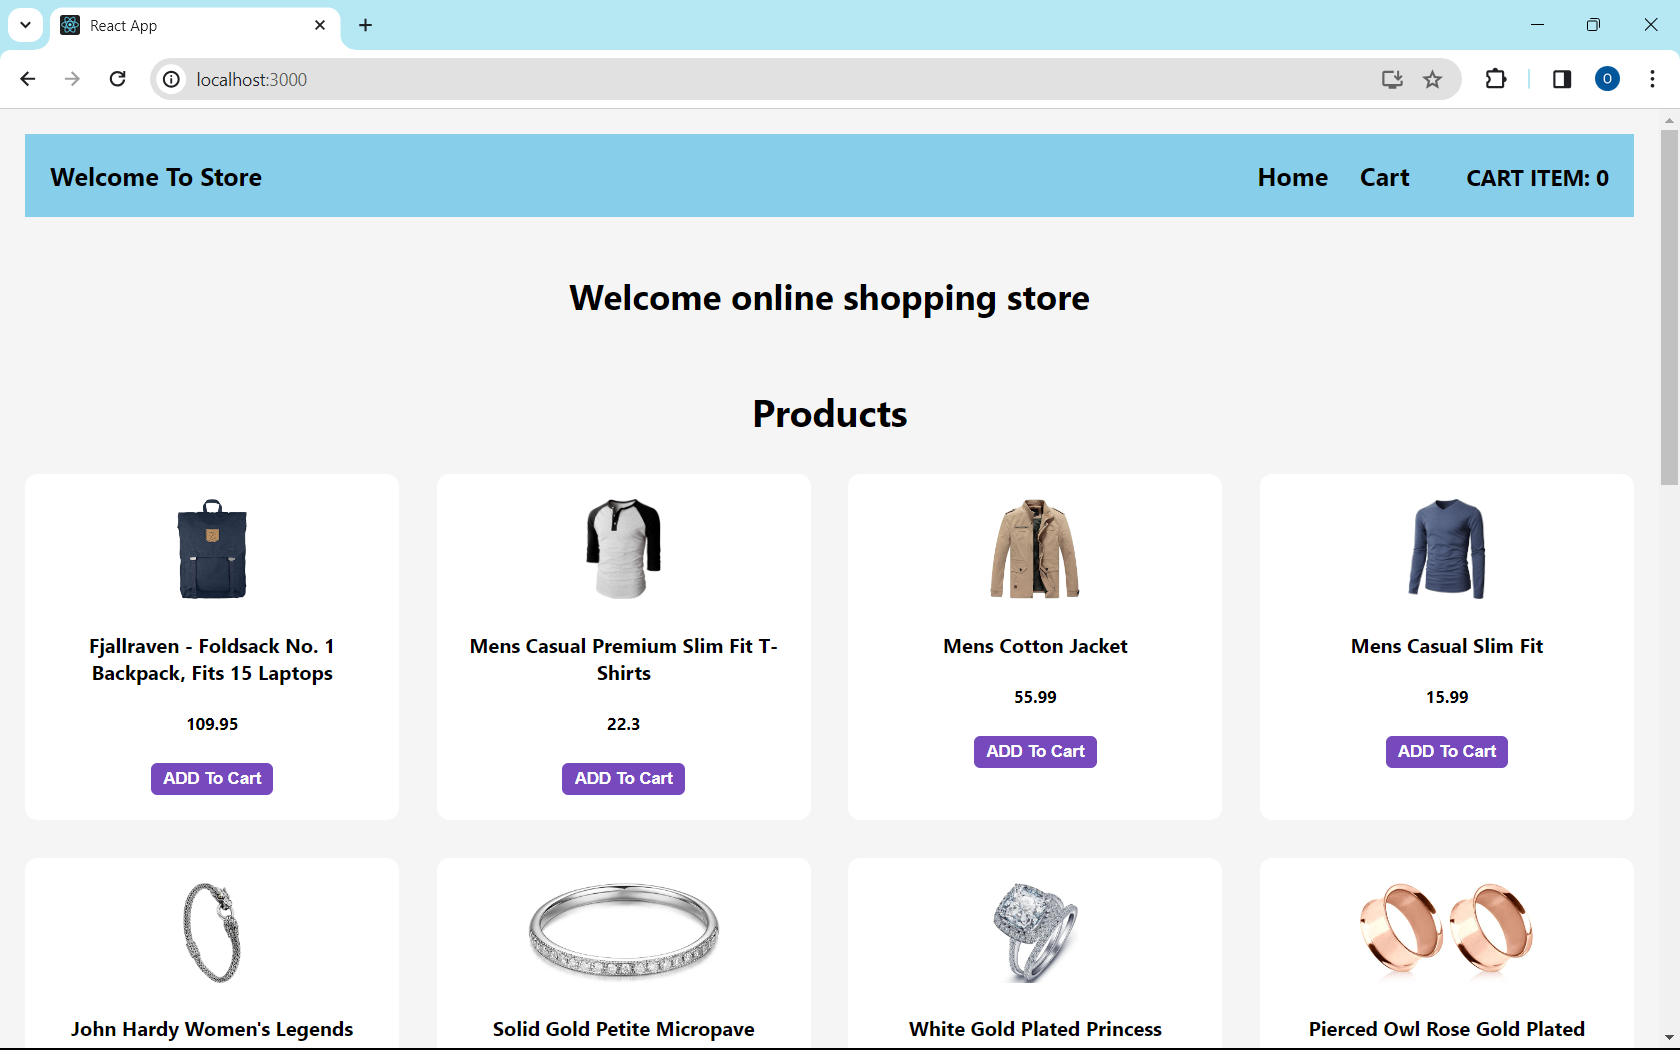 React App
localhost:3000
O
Welcome To Store
Home
Cart
CART ITEM: 0
Welcome online shopping store
Products
Fjallraven - Foldsack No. 1
Backpack, Fits 15 Laptops
109.95
ADD To Cart
Mens Casual Premium Slim Fit T-
Shirts
22.3
ADD To Cart
Mens Cotton Jacket
55.99
ADD To Cart
Mens Casual Slim Fit
15.99
ADD To Cart
John Hardy Women's Legends
Solid Gold Petite Micropave
White Gold Plated Princess
Pierced Owl Rose Gold Plated